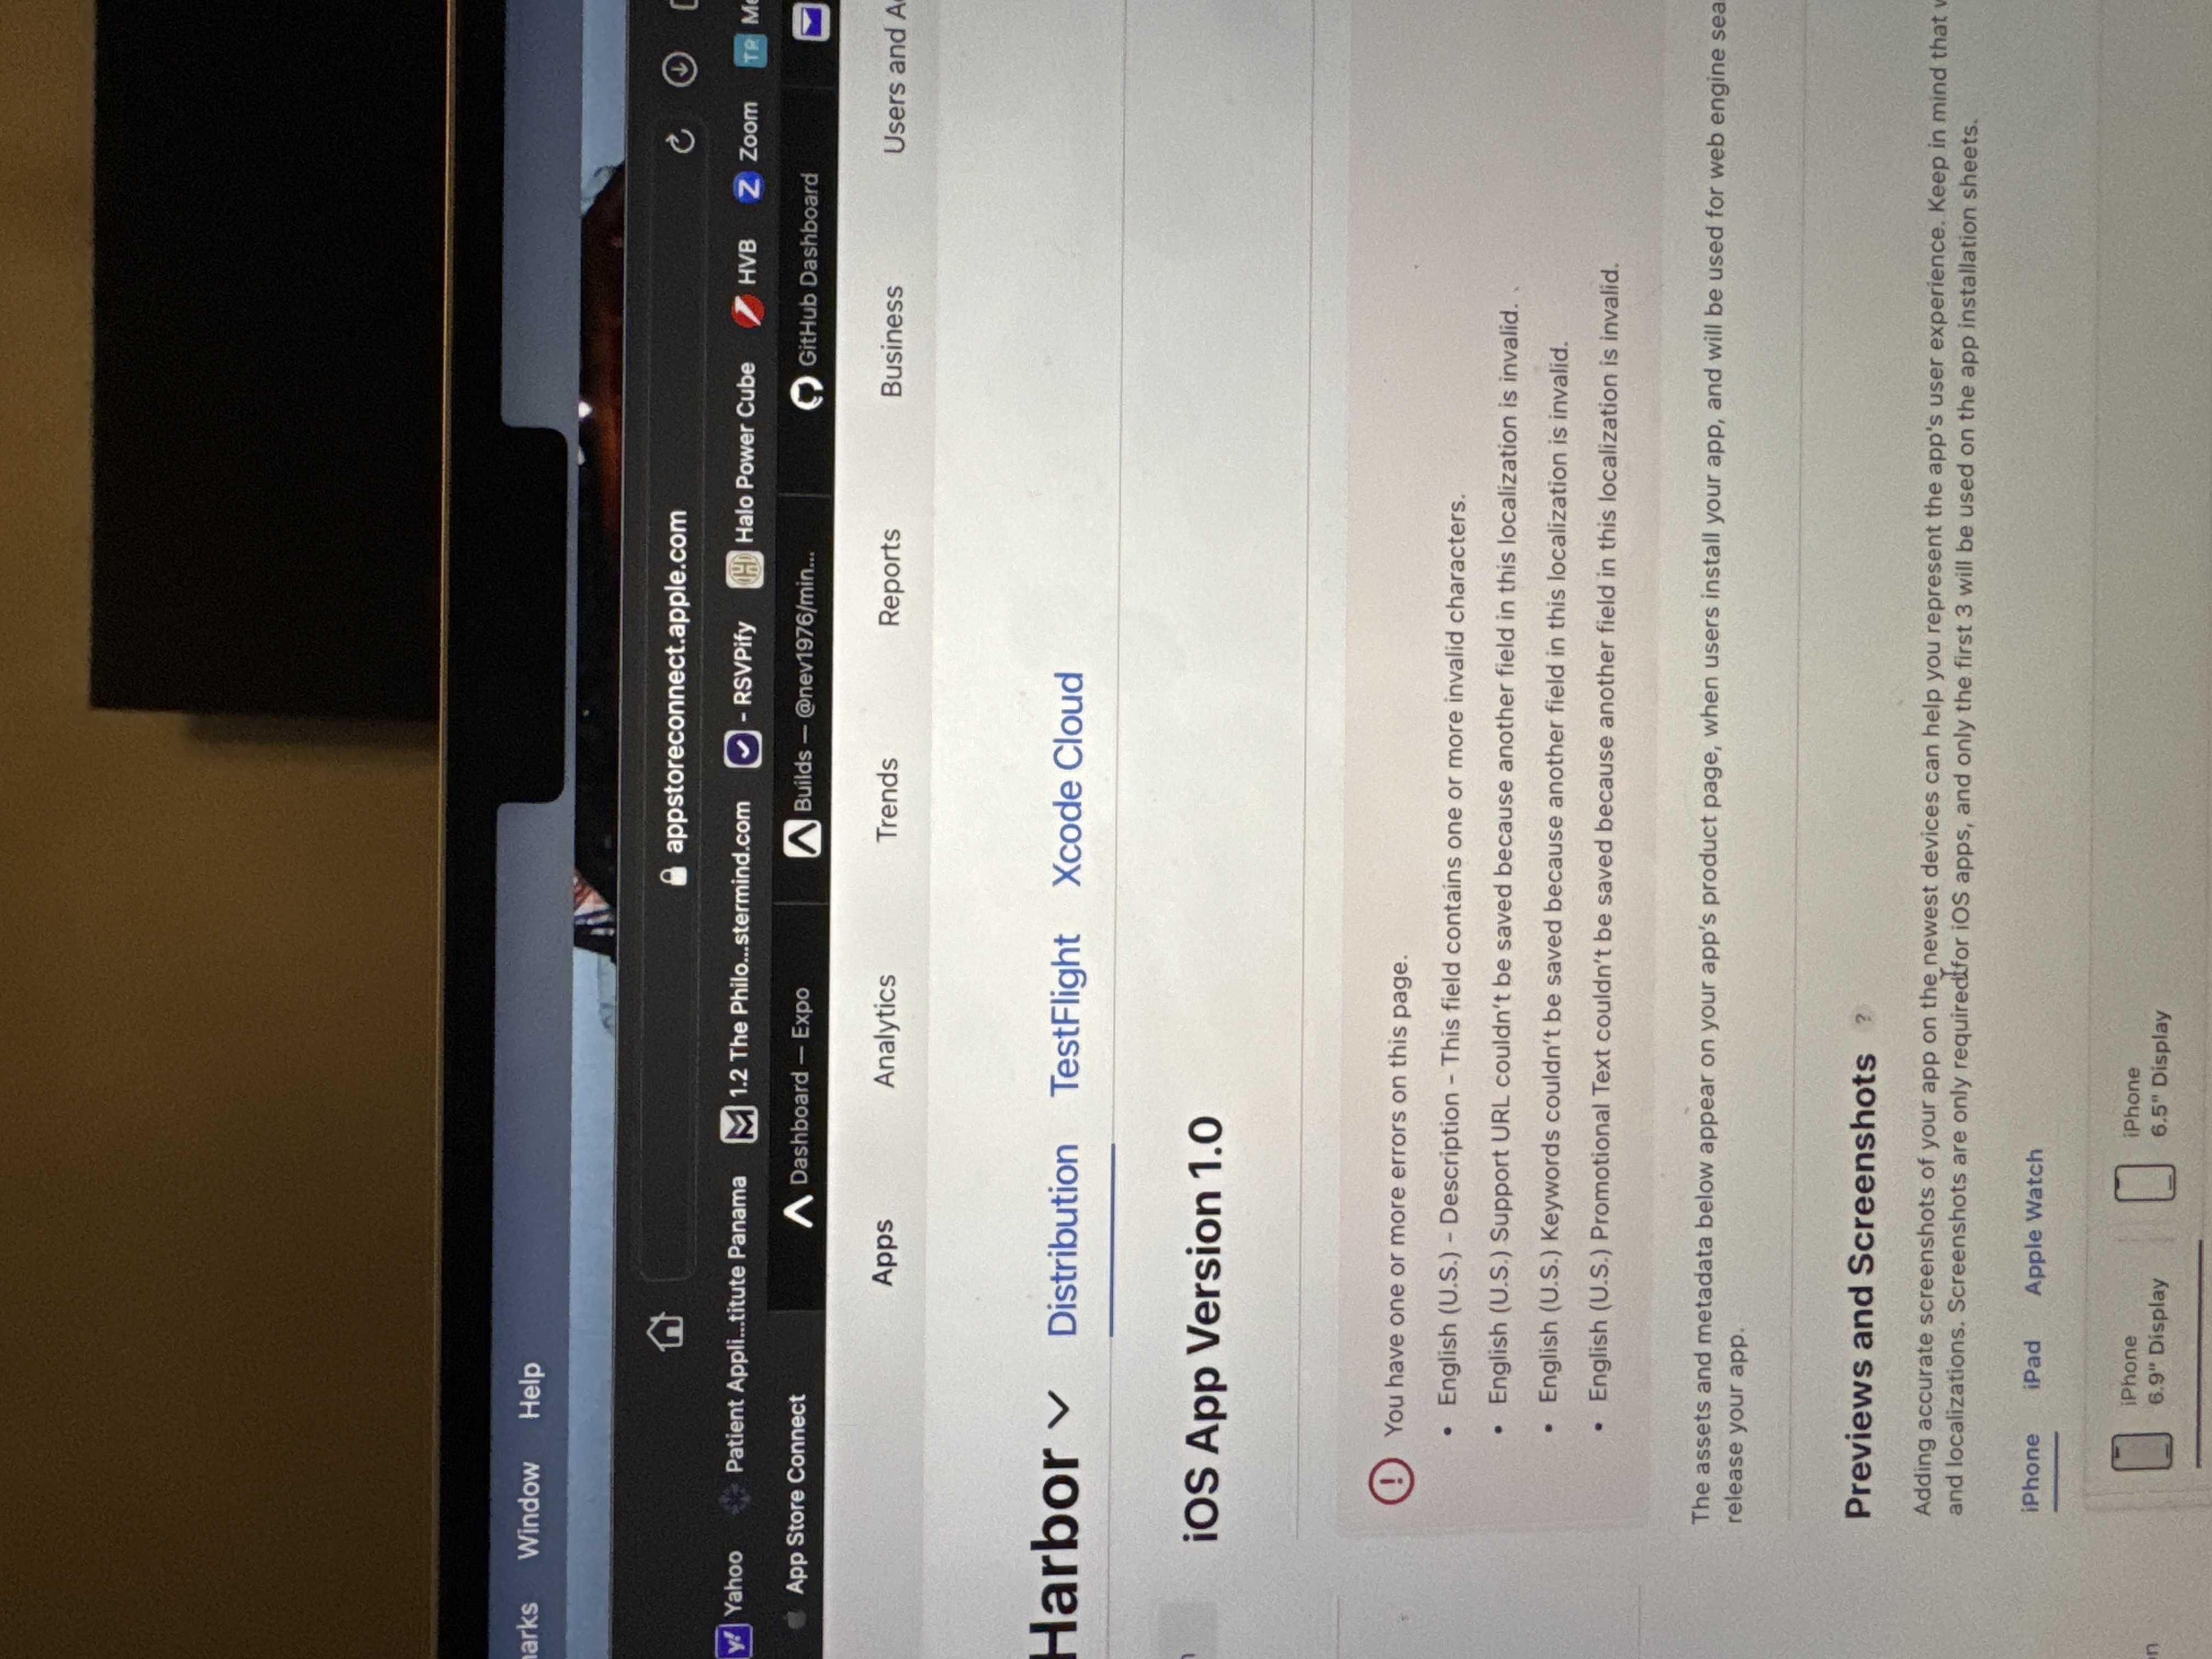 Window Help
appstoreconnect.apple.com
Yahoo Patient Appli...titute Panama 1.2 The Philo...stermind.com - RSVPify Halo Power Cube HVB Zoom
App Store Connect Dashboard — Expo Builds — @nev1976/min... GitHub Dashboard
Apps Analytics Trends Reports Business Users and
Harbor Distribution TestFlight Xcode Cloud
iOS App Version 1.0
You have one or more errors on this page.
• English (U.S.) - Description - This field contains one or more invalid characters.
• English (U.S.) Support URL couldn't be saved because another field in this localization is invalid.
• English (U.S.) Keywords couldn't be saved because another field in this localization is invalid.
• English (U.S.) Promotional Text couldn't be saved because another field in this localization is invalid.
The assets and metadata below appear on your app's product page, when users install your app, and will be used for web engine
release your app.
Previews and Screenshots ?
Adding accurate screenshots of your app on the newest devices can help you represent the app's user experience. Keep in mind that
and localizations. Screenshots are only required for iOS apps, and only the first 3 will be used on the app installation sheets.
iPhone iPad Apple Watch
iPhone iPhone
6.9" Display 6.5" Display